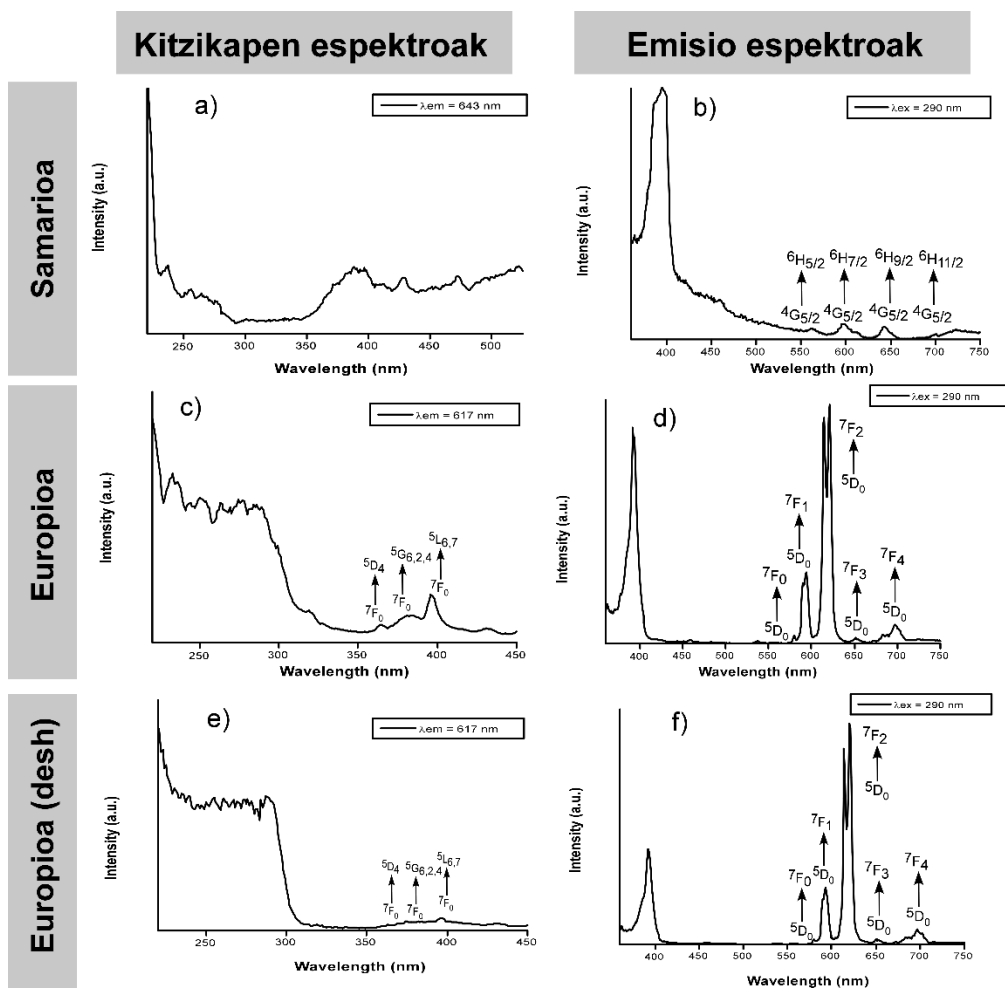 Kitzikapen espektroak
Emisio espektroak
Samarioa
a)
λem = 643 nm
Intensity (a.u.)
250 300 350 400 450 500
Wavelength (nm)
b)
λex = 290 nm
Intensity (a.u.)
6H5/2 6H7/2 6H9/2 6H11/2
4G5/2 4G5/2 4G5/2 4G5/2
400 450 500 550 600 650 700 750
Wavelength (nm)
Europioa
c)
λem = 617 nm
Intensity (a.u.)
5D4 5G6,2,4 5L6,7
7F0 7F0 7F0
250 300 350 400 450
Wavelength (nm)
d)
λex = 290 nm
Intensity (a.u.)
7F0 7F1 7F2 7F3 7F4
5D0 5D0 5D0 5D0 5D0
400 450 500 550 600 650 700 750
Wavelength (nm)
Europioa (desh)
e)
λem = 617 nm
Intensity (a.u.)
5D4 5G6,2,4 5L6,7
7F0 7F0 7F0
250 300 350 400 450
Wavelength (nm)
f)
λex = 290 nm
Intensity (a.u.)
7F0 7F1 7F2 7F3 7F4
5D0 5D0 5D0 5D0 5D0
400 450 500 550 600 650 700 750
Wavelength (nm)